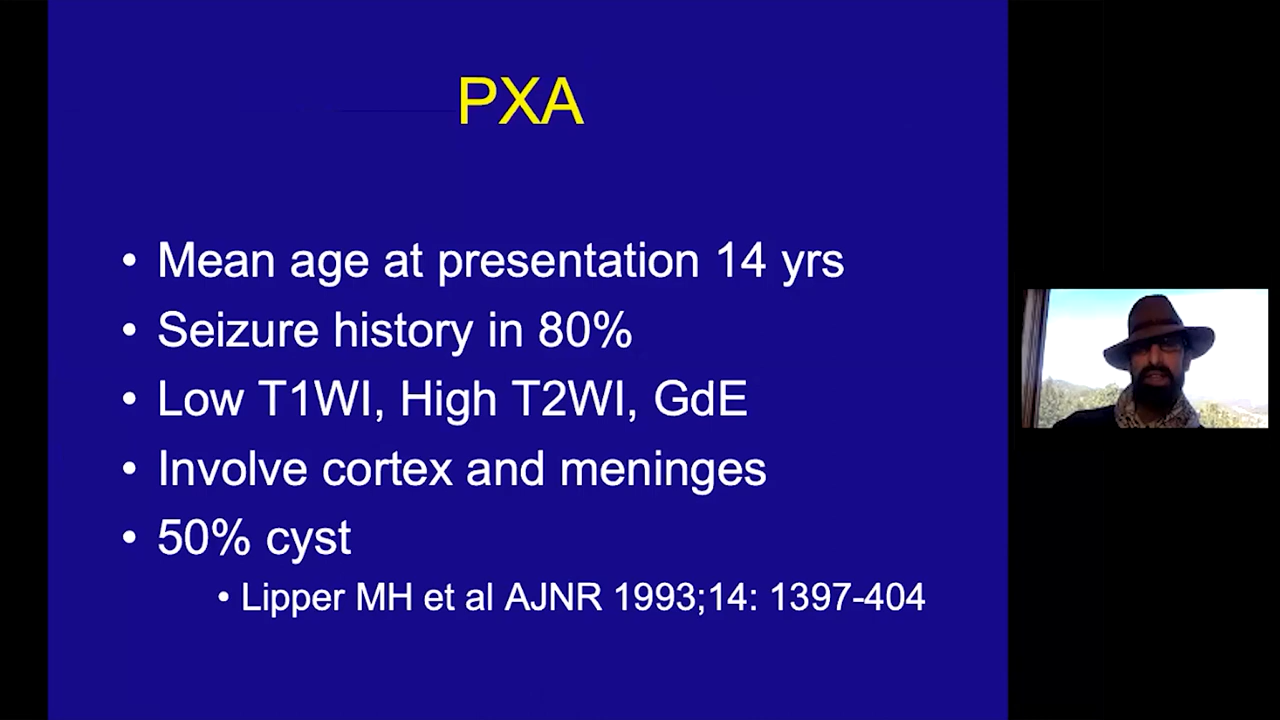 PXA
• Mean age at presentation 14 yrs
• Seizure history in 80%
• Low T1WI, High T2WI, GdE
• Involve cortex and meninges
• 50% cyst
• Lipper MH et al AJNR 1993;14: 1397-404